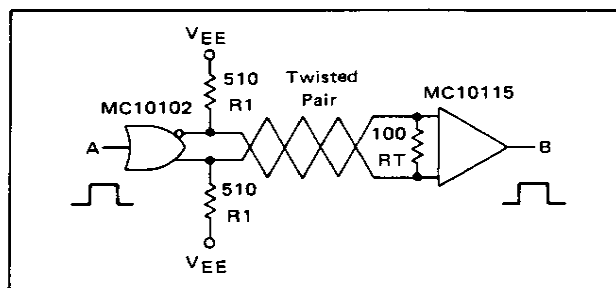 VEE
510
R1
MC10102
Twisted
Pair
MC10115
A
100
RT
B
510
R1
VEE